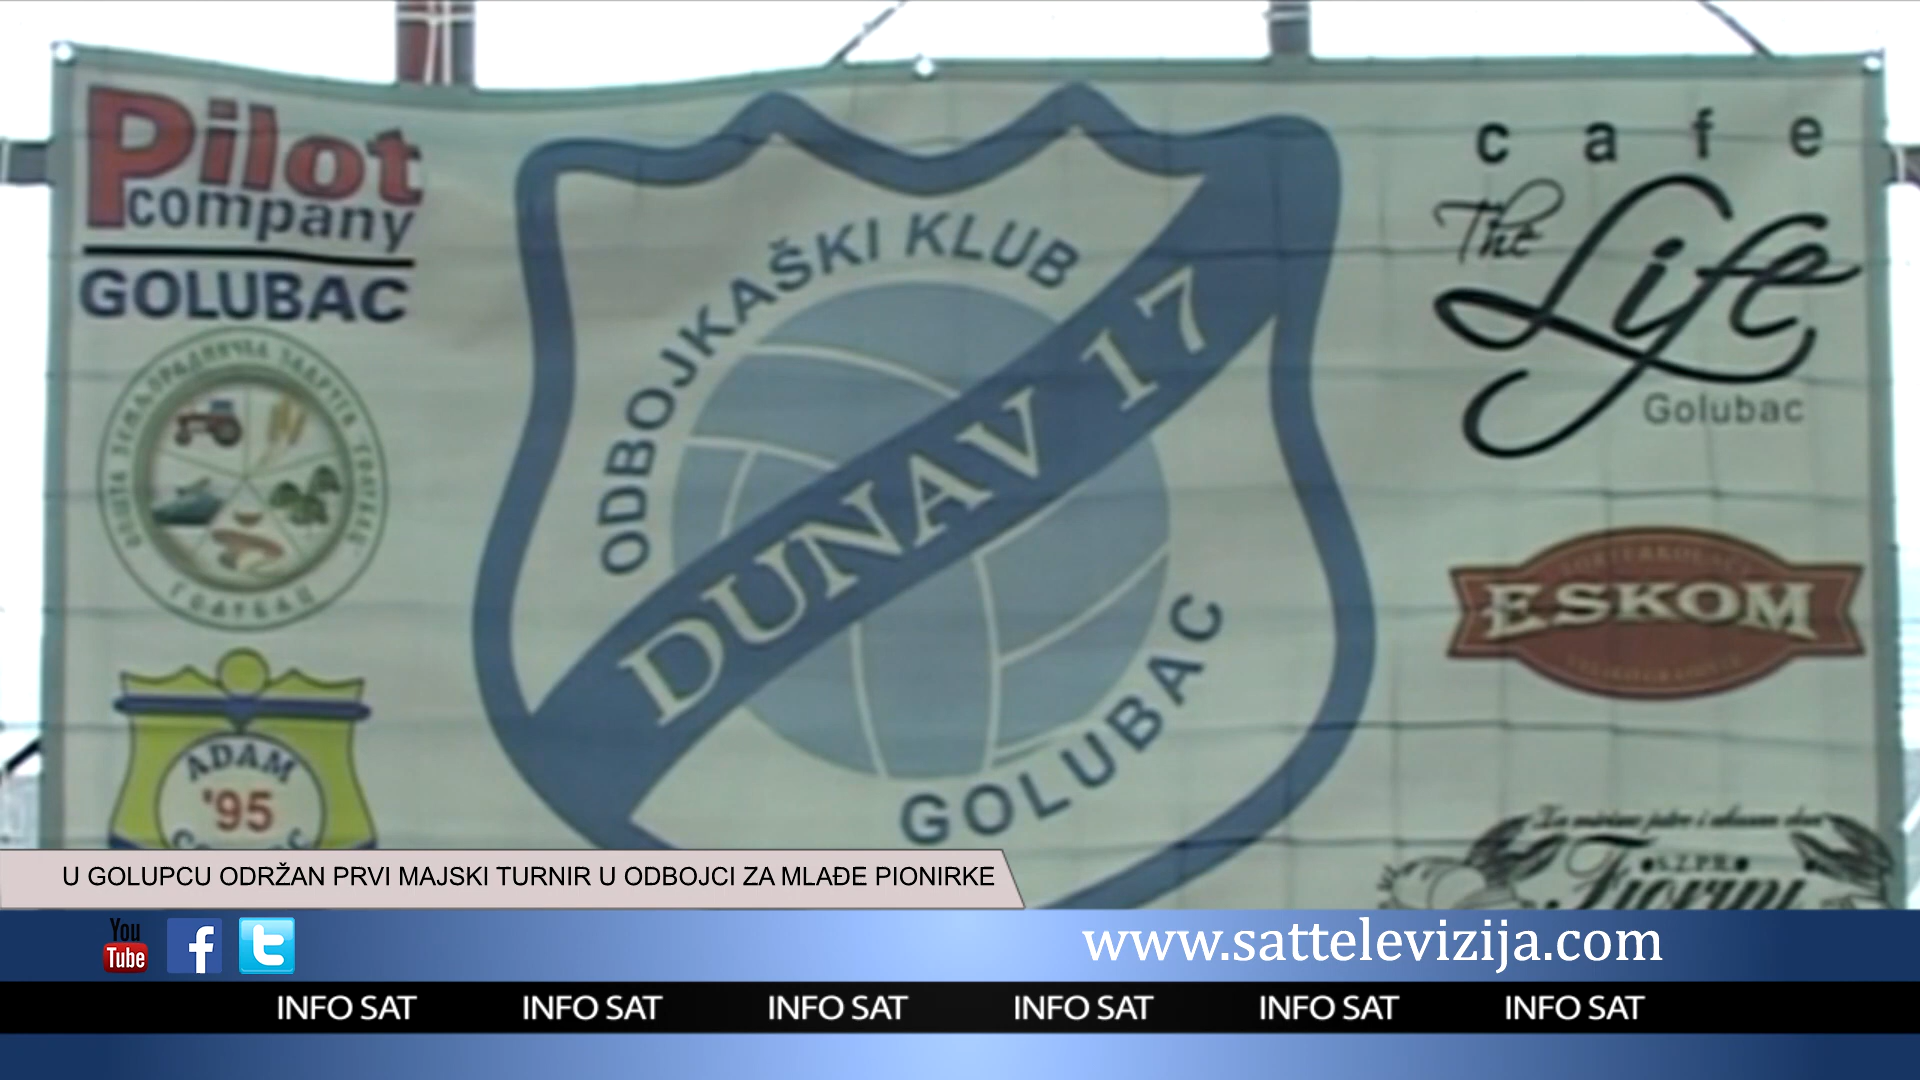 Pilot
company
GOLUBAC
ODBOJKAŠKI KLUB
DUNAV 17
GOLUBAC
c a f e
The Life
Golubac
ESKOM
ADAM
'95
S.Z.P.R.
Fiorini
U GOLUPCU ODRŽAN PRVI MAJSKI TURNIR U ODBOJCI ZA MLAĐE PIONIRKE
You
Tube
f
t
www.sattelevizija.com
INFO SAT INFO SAT INFO SAT INFO SAT INFO SAT INFO SAT